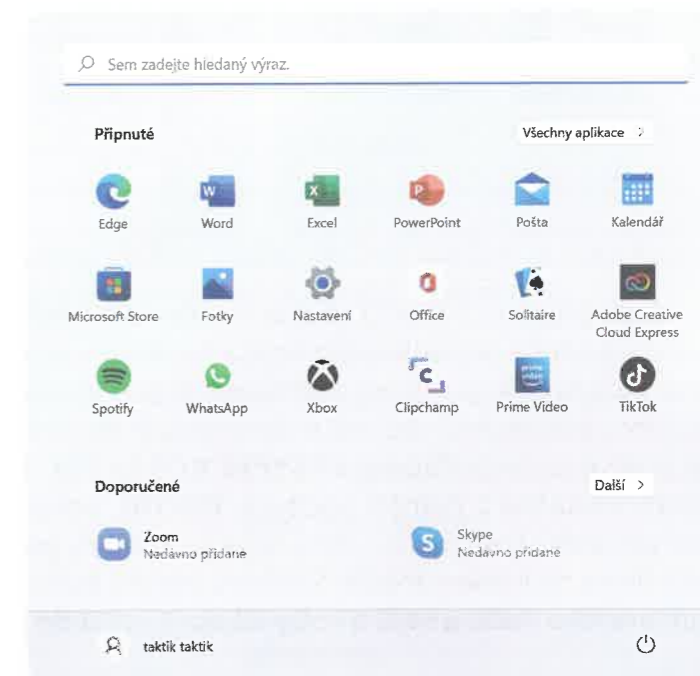 Sem zadejte hledaný výraz.
Připnuté
Všechny aplikace >
Edge
Word
Excel
PowerPoint
Pošta
Kalendář
Microsoft Store
Fotky
Nastavení
Office
Solitaire
Adobe Creative Cloud Express
Spotify
WhatsApp
Xbox
Clipchamp
prime video
Prime Video
TikTok
Doporučené
Další >
Zoom
Nedávno přidané
Skype
Nedávno přidané
taktik taktik